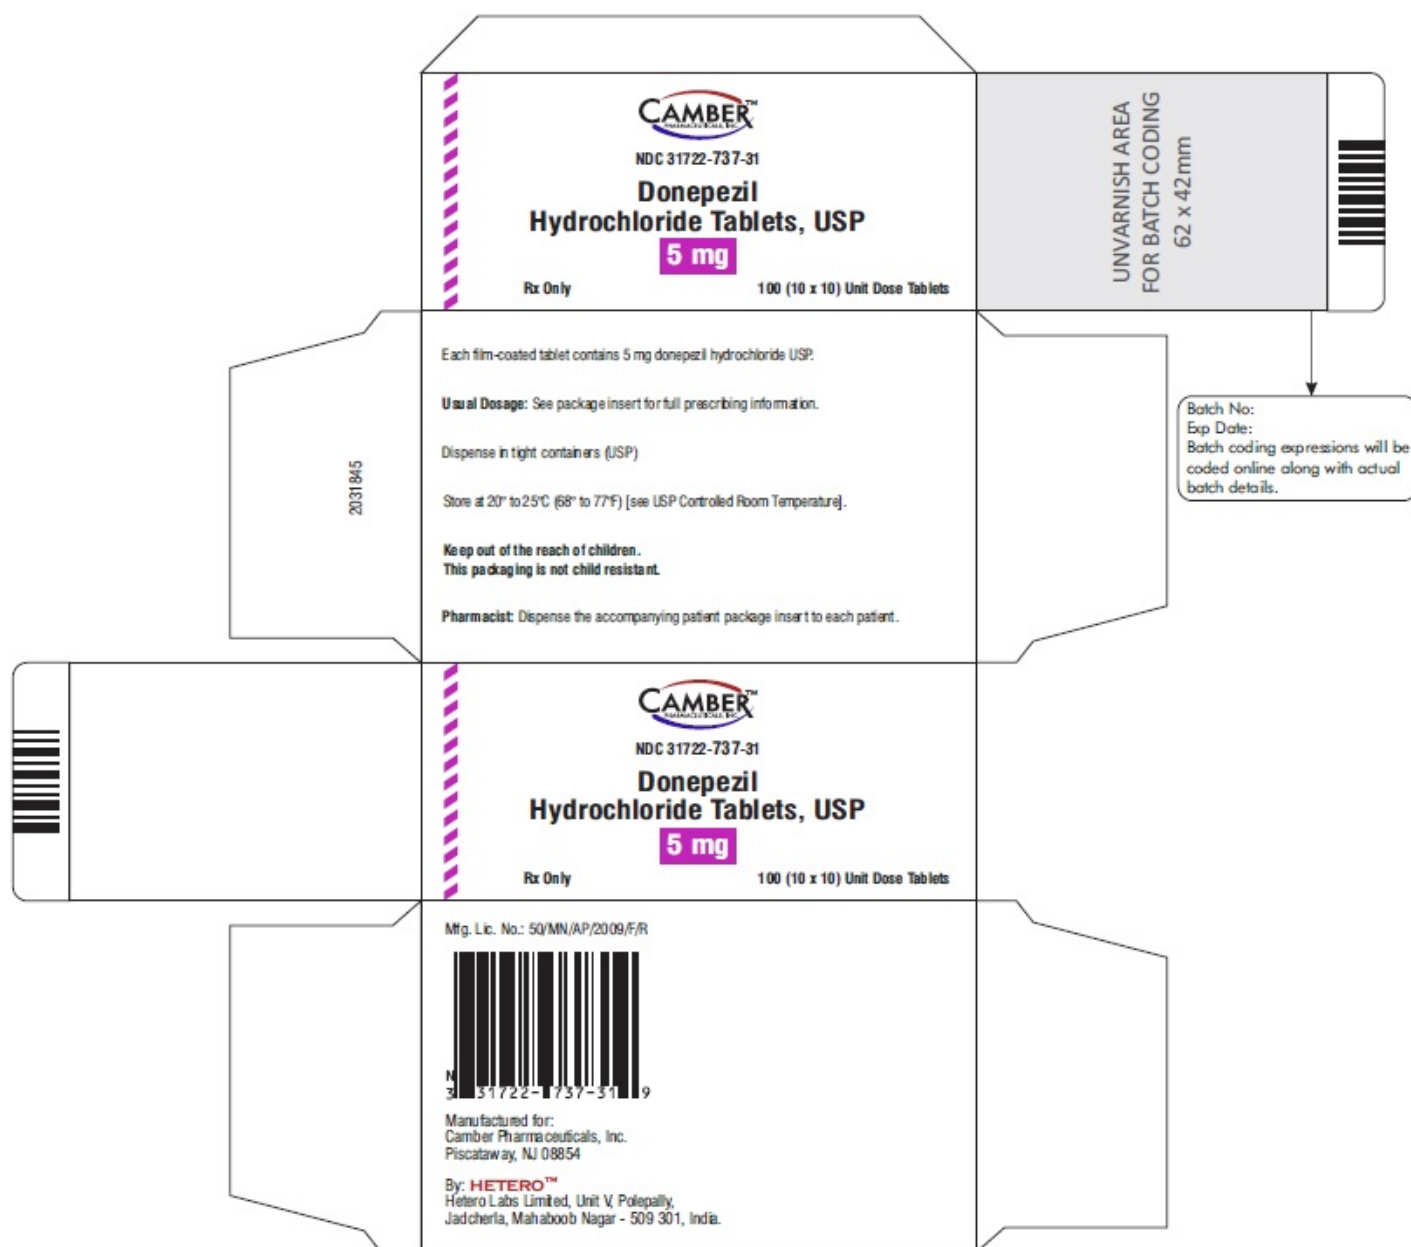 CAMBER™
PHARMACEUTICALS, INC.
NDC 31722-737-31
Donepezil
Hydrochloride Tablets, USP
5 mg
Rx Only
100 (10 x 10) Unit Dose Tablets
UNVARNISH AREA
FOR BATCH CODING
62 x 42mm
Batch No:
Exp Date:
Batch coding expressions will be
coded online along with actual
batch details.
2031845
Each film-coated tablet contains 5 mg donepezil hydrochloride USP.
Usual Dosage: See package insert for full prescribing information.
Dispense in tight containers (USP)
Store at 20° to 25°C (68° to 77°F) [see USP Controlled Room Temperature].
Keep out of the reach of children.
This packaging is not child resistant.
Pharmacist: Dispense the accompanying patient package insert to each patient.
CAMBER™
PHARMACEUTICALS, INC.
NDC 31722-737-31
Donepezil
Hydrochloride Tablets, USP
5 mg
Rx Only
100 (10 x 10) Unit Dose Tablets
Mfg. Lic. No.: 50/MN/AP/2009/F/R
N
3 31722-737-31 9
Manufactured for:
Camber Pharmaceuticals, Inc.
Piscataway, NJ 08854
By: HETERO™
Hetero Labs Limited, Unit V, Polepally,
Jadcherla, Mahaboob Nagar - 509 301, India.